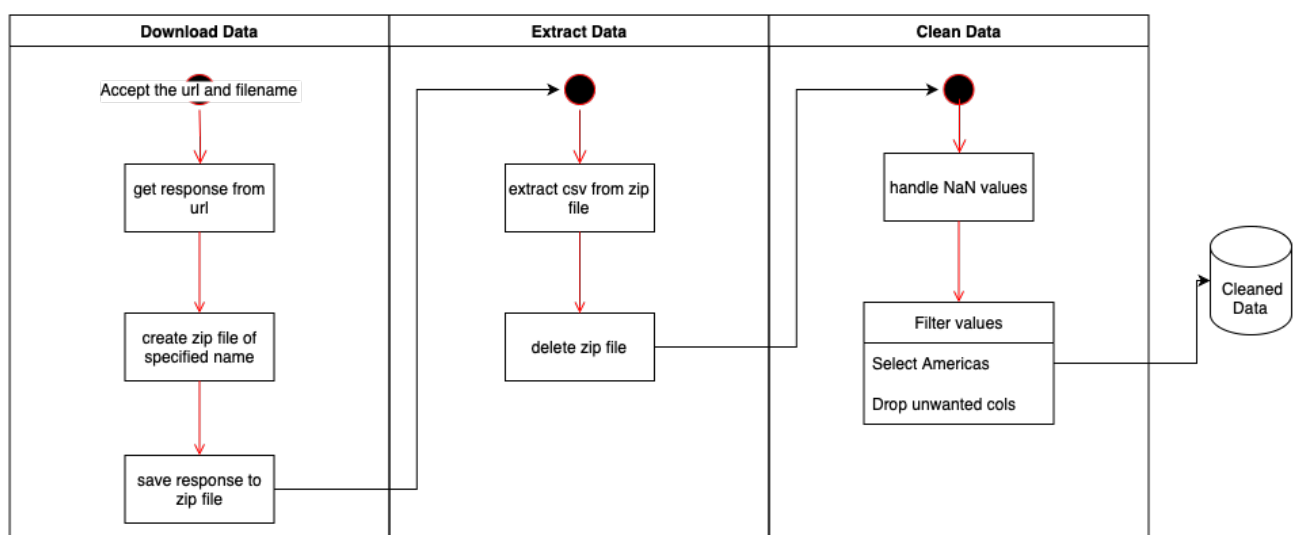 Download Data
Extract Data
Clean Data
Accept the url and filename
get response from
url
create zip file of
specified name
save response to
zip file
extract csv from zip
file
delete zip file
handle NaN values
Filter values
Select Americas
Drop unwanted cols
Cleaned
Data